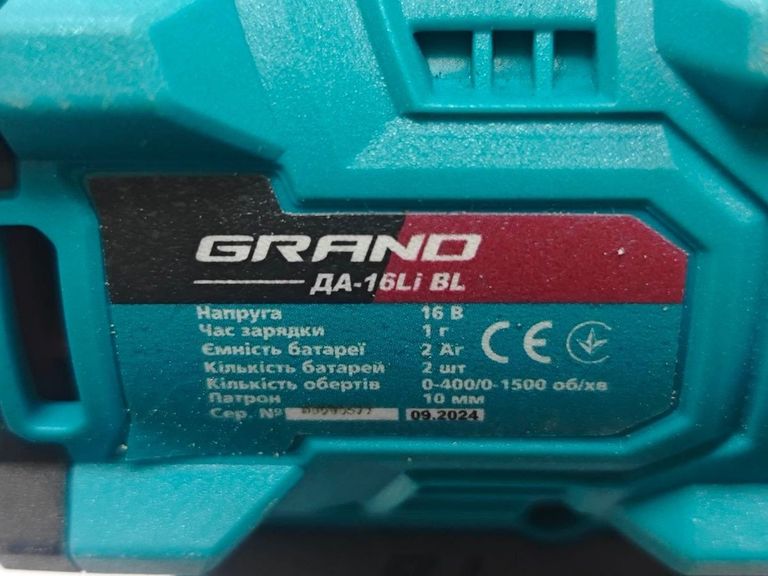 GRAND
ДА-16Li BL
Напруга 16 В
Час зарядки 1 г
Ємність батареї 2 Аг
Кількість батарей 2 шт
Кількість обертів 0-400/0-1500 об/хв
Патрон 10 мм
Сер. № 09.2024
CE